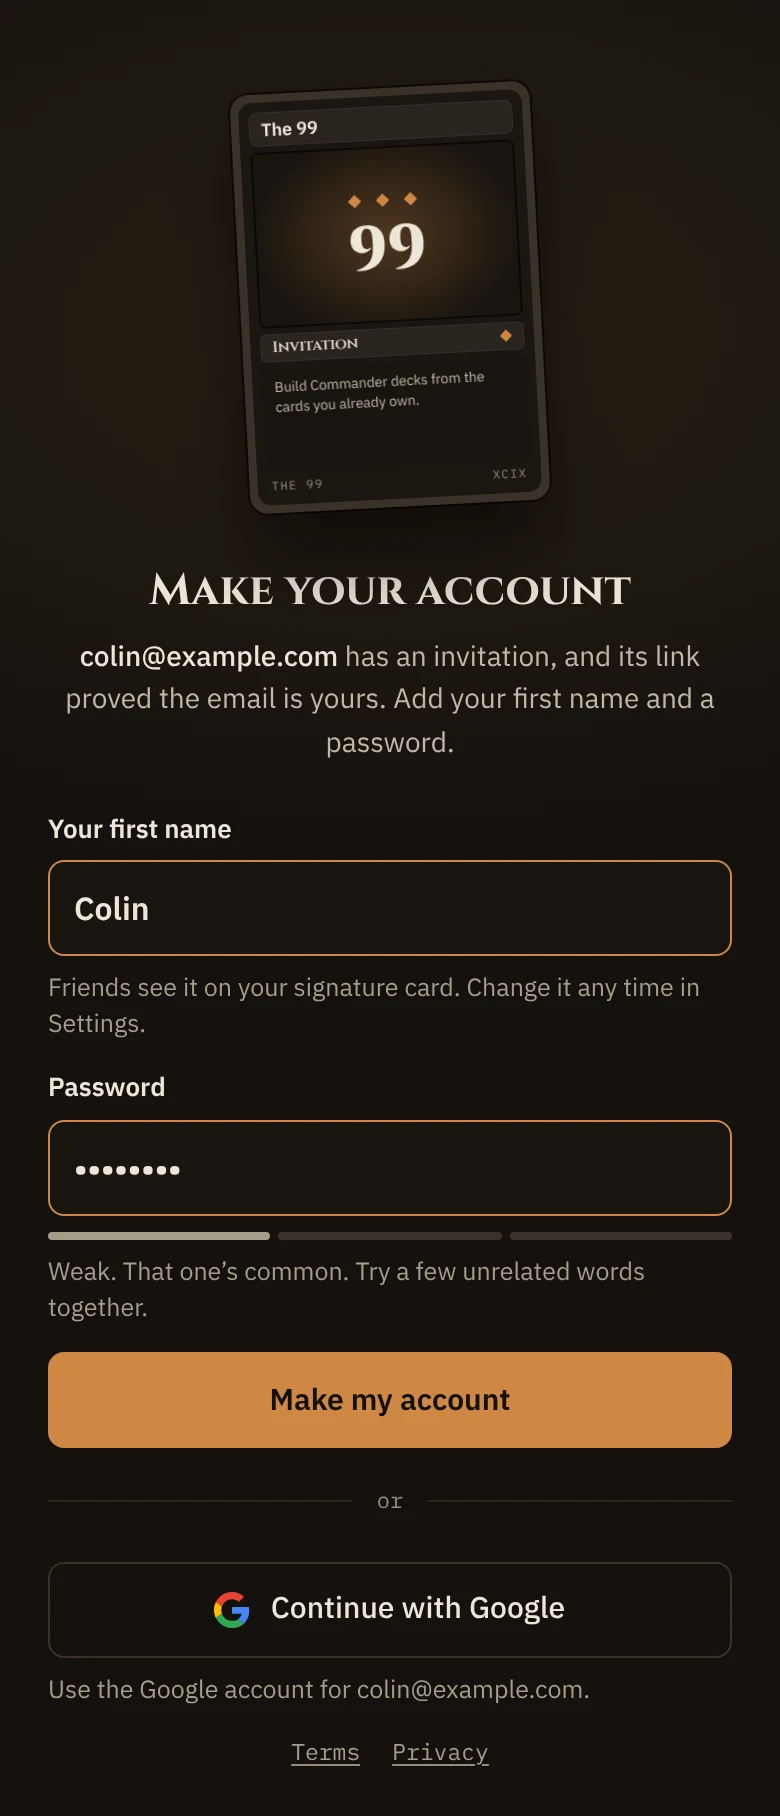 The 99
99
Invitation
Build Commander decks from the
cards you already own.
THE 99 XCIX
Make your account
colin@example.com has an invitation, and its link
proved the email is yours. Add your first name and a
password.
Your first name
Colin
Friends see it on your signature card. Change it any time in
Settings.
Password
••••••••
Weak. That one’s common. Try a few unrelated words
together.
Make my account
or
Continue with Google
Use the Google account for colin@example.com.
Terms Privacy